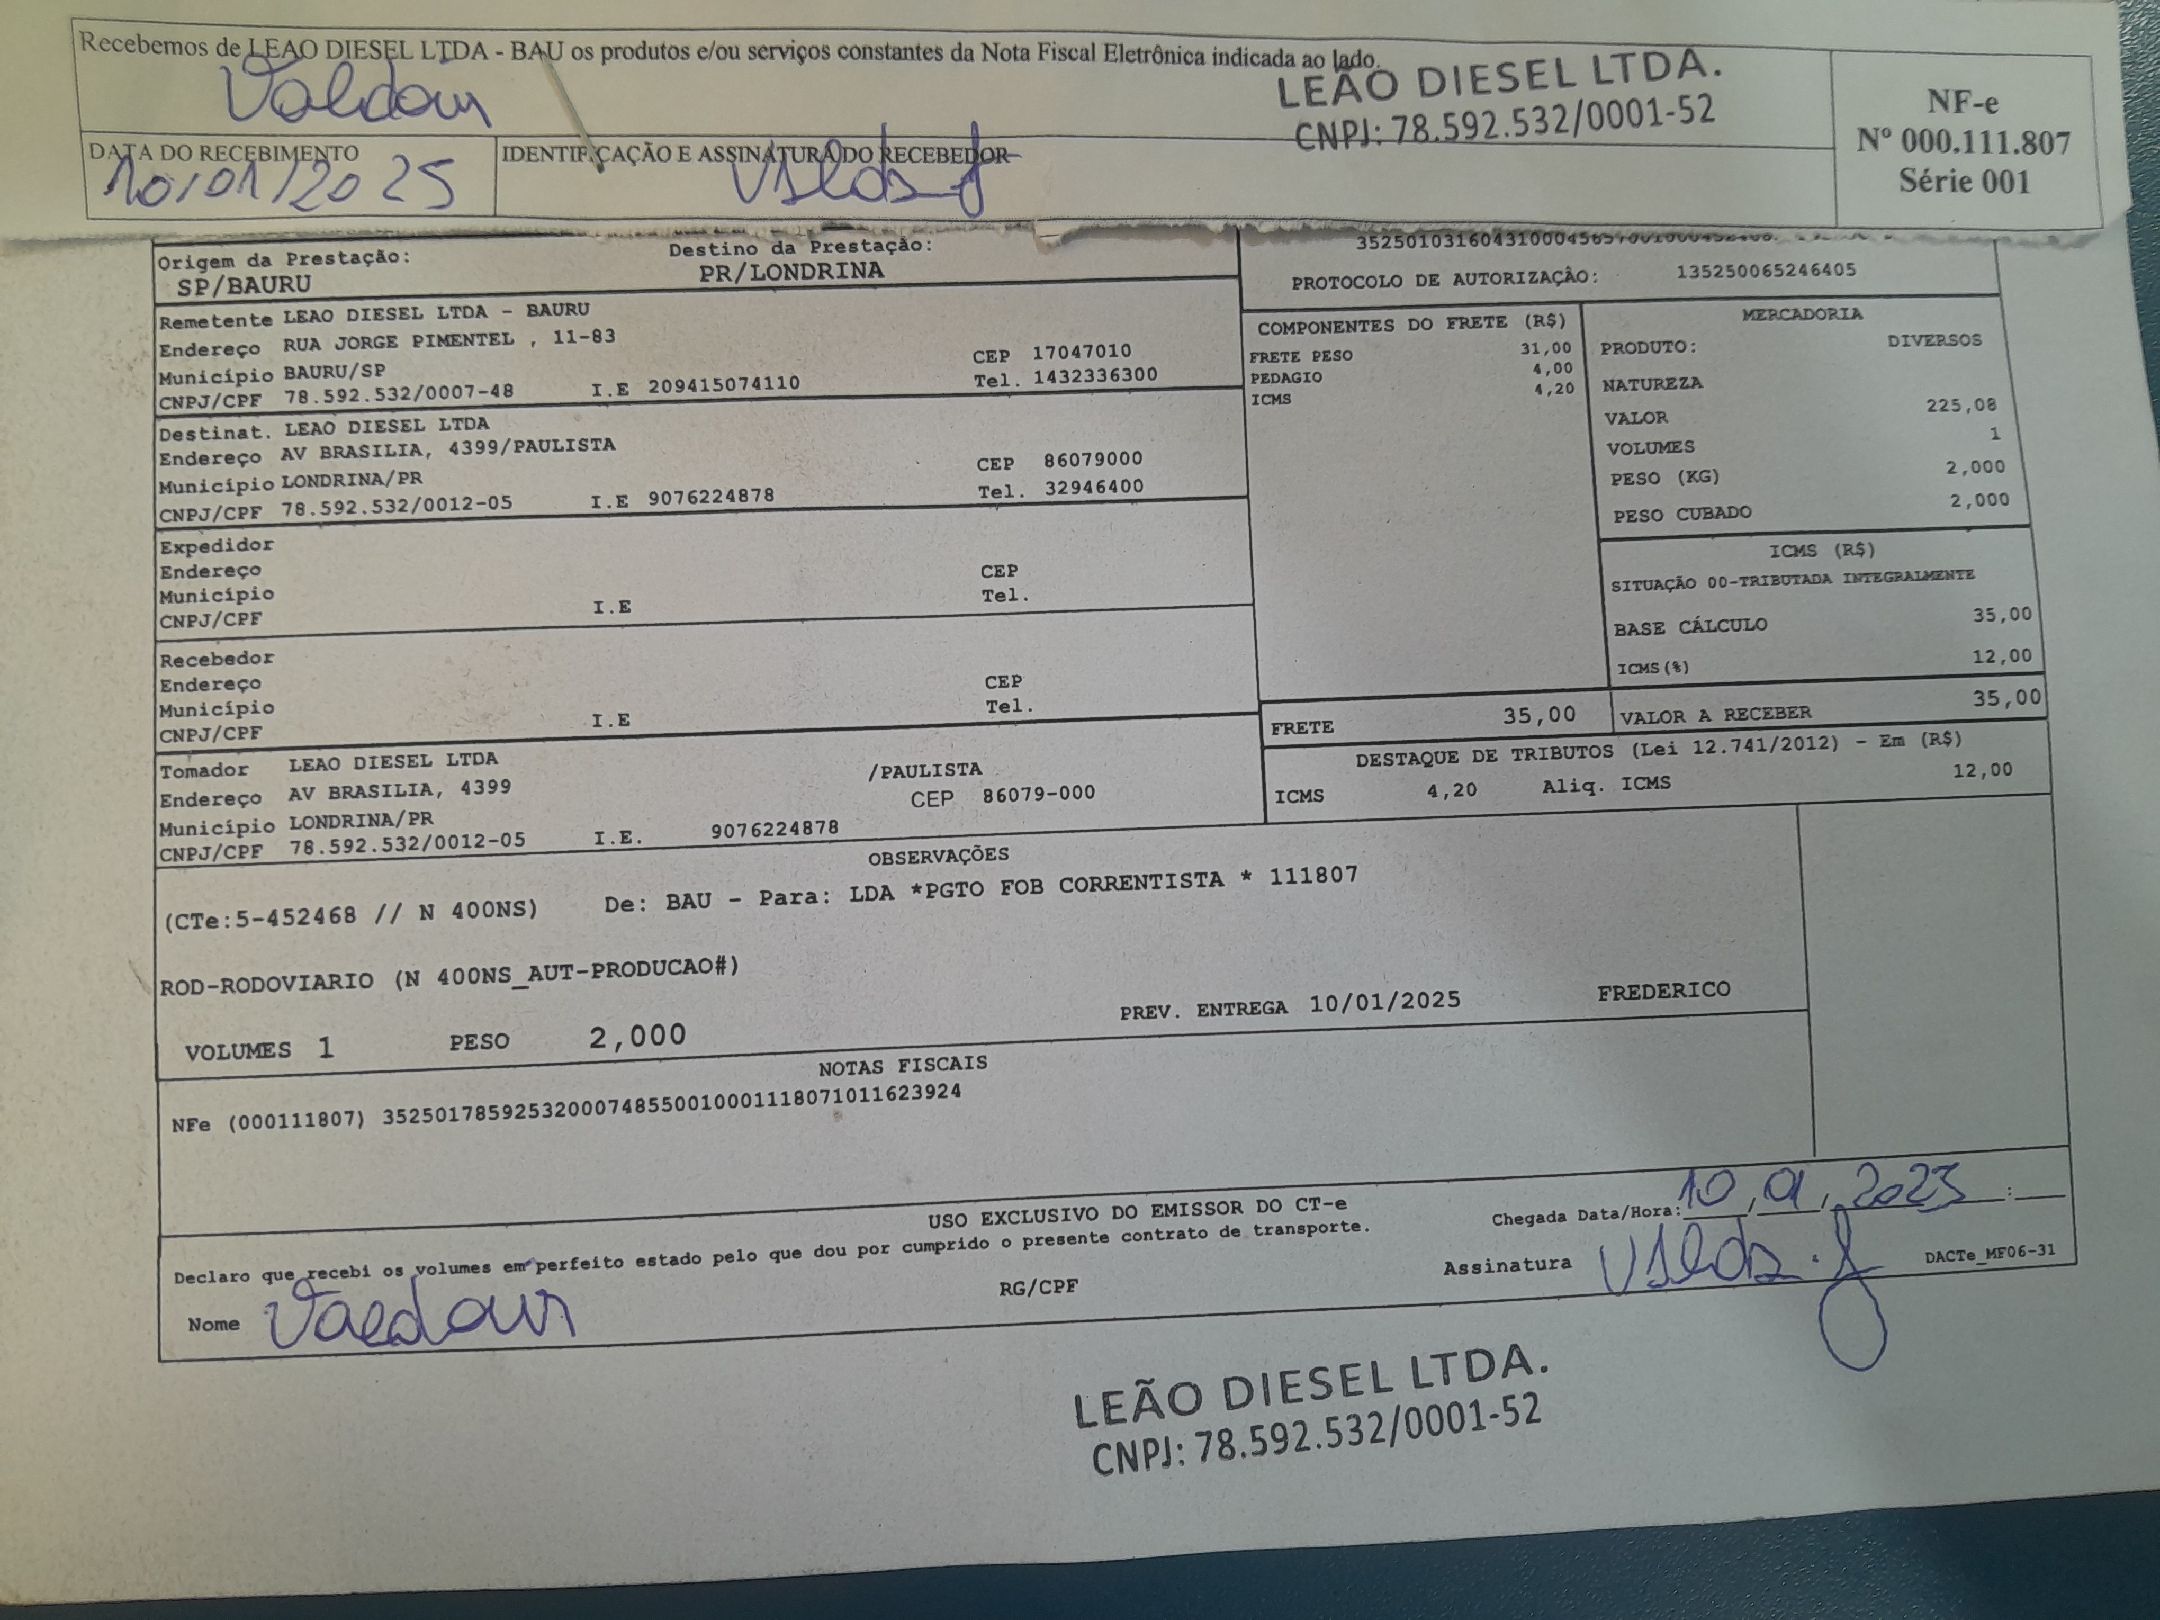 Recebemos de LEAO DIESEL LTDA - BAU os produtos e/ou serviços constantes da Nota Fiscal Eletrônica indicada ao lado.
Valdair
LEÃO DIESEL LTDA.
CNPJ: 78.592.532/0001-52
NF-e
Nº 000.111.807
Série 001
DATA DO RECEBIMENTO
10/01/2025
IDENTIFICAÇÃO E ASSINATURA DO RECEBEDOR
Origem da Prestação:
SP/BAURU
Destino da Prestação:
PR/LONDRINA
PROTOCOLO DE AUTORIZAÇÃO: 135250065246405
Remetente LEAO DIESEL LTDA - BAURU
Endereço RUA JORGE PIMENTEL , 11-83
Município BAURU/SP CEP 17047010
CNPJ/CPF 78.592.532/0007-48 I.E 209415074110 Tel. 1432336300
Destinat. LEAO DIESEL LTDA
Endereço AV BRASILIA, 4399/PAULISTA
Município LONDRINA/PR CEP 86079000
CNPJ/CPF 78.592.532/0012-05 I.E 9076224878 Tel. 32946400
Expedidor
Endereço
Município CEP
CNPJ/CPF I.E Tel.
Recebedor
Endereço
Município CEP
CNPJ/CPF I.E Tel.
Tomador LEAO DIESEL LTDA
Endereço AV BRASILIA, 4399 /PAULISTA
Município LONDRINA/PR CEP 86079-000
CNPJ/CPF 78.592.532/0012-05 I.E. 9076224878
COMPONENTES DO FRETE (R$)
FRETE PESO 31,00
PEDAGIO 4,00
ICMS 4,20
MERCADORIA
PRODUTO: DIVERSOS
NATUREZA
VALOR 225,08
VOLUMES 1
PESO (KG) 2,000
PESO CUBADO 2,000
ICMS (R$)
SITUAÇÃO 00-TRIBUTADA INTEGRALMENTE
BASE CÁLCULO 35,00
ICMS(%) 12,00
FRETE 35,00
VALOR A RECEBER 35,00
DESTAQUE DE TRIBUTOS (Lei 12.741/2012) - Em (R$)
ICMS 4,20 Aliq. ICMS 12,00
OBSERVAÇÕES
(CTe:5-452468 // N 400NS) De: BAU - Para: LDA *PGTO FOB CORRENTISTA * 111807
ROD-RODOVIARIO (N 400NS_AUT-PRODUCAO#)
PREV. ENTREGA 10/01/2025 FREDERICO
VOLUMES 1 PESO 2,000
NOTAS FISCAIS
NFe (000111807) 35250178592532000748550010001118071011623924
USO EXCLUSIVO DO EMISSOR DO CT-e
Declaro que recebi os volumes em perfeito estado pelo que dou por cumprido o presente contrato de transporte.
Chegada Data/Hora: 10/01/2025 :
Nome Valdair
RG/CPF
Assinatura
DACTe_MF06-31
LEÃO DIESEL LTDA.
CNPJ: 78.592.532/0001-52